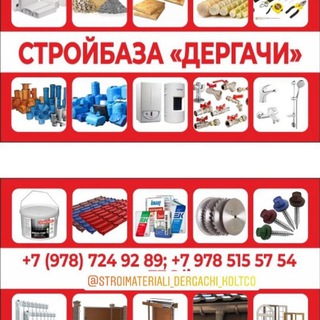 СТРОЙБАЗА «ДЕРГАЧИ»
+7 (978) 724 92 89; +7 978 515 57 54
@STROIMATERIALI_DERGACHI_KOLTCO